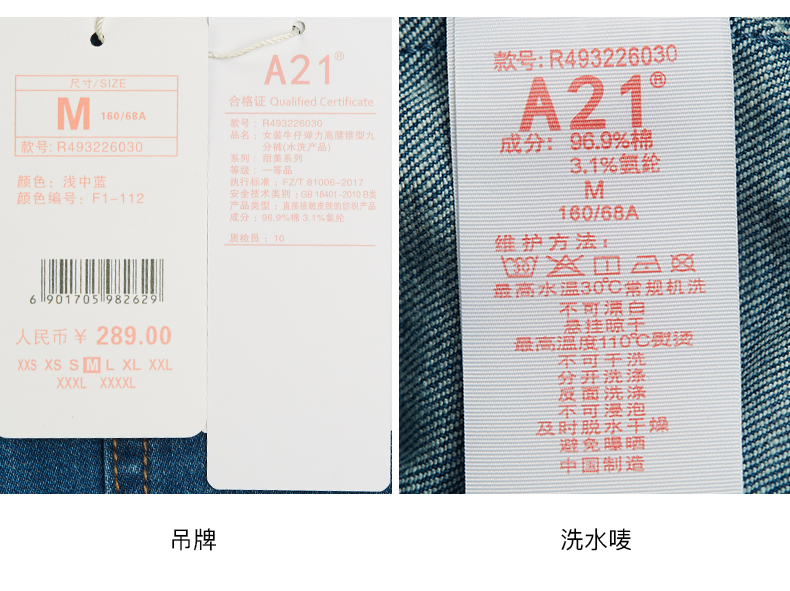 尺寸/SIZE
M 160/68A
款号: R493226030
颜色：浅中蓝
颜色编号：F1-112
6 901705 982629
人民币 ¥ 289.00
XXS XS S M L XL XXL
XXXL XXXXL
A21®
合格证 Qualified Certificate
款号：R493226030
品名：女装牛仔弹力高腰锥型九
分裤(水洗产品)
系列：甜美系列
等级：一等品
执行标准：FZ/T 81006-2017
安全技术类别：GB 18401-2010 B类
产品类型：直接接触皮肤的纺织产品
成分：96.9%棉 3.1%氨纶
质检员：10
款号: R493226030
A21®
成分：96.9%棉
3.1%氨纶
M
160/68A
维护方法：
30
最高水温30℃常规机洗
不可漂白
悬挂晾干
最高温度110℃熨烫
不可干洗
分开洗涤
反面洗涤
不可浸泡
及时脱水干燥
避免曝晒
中国制造
吊牌
洗水唛